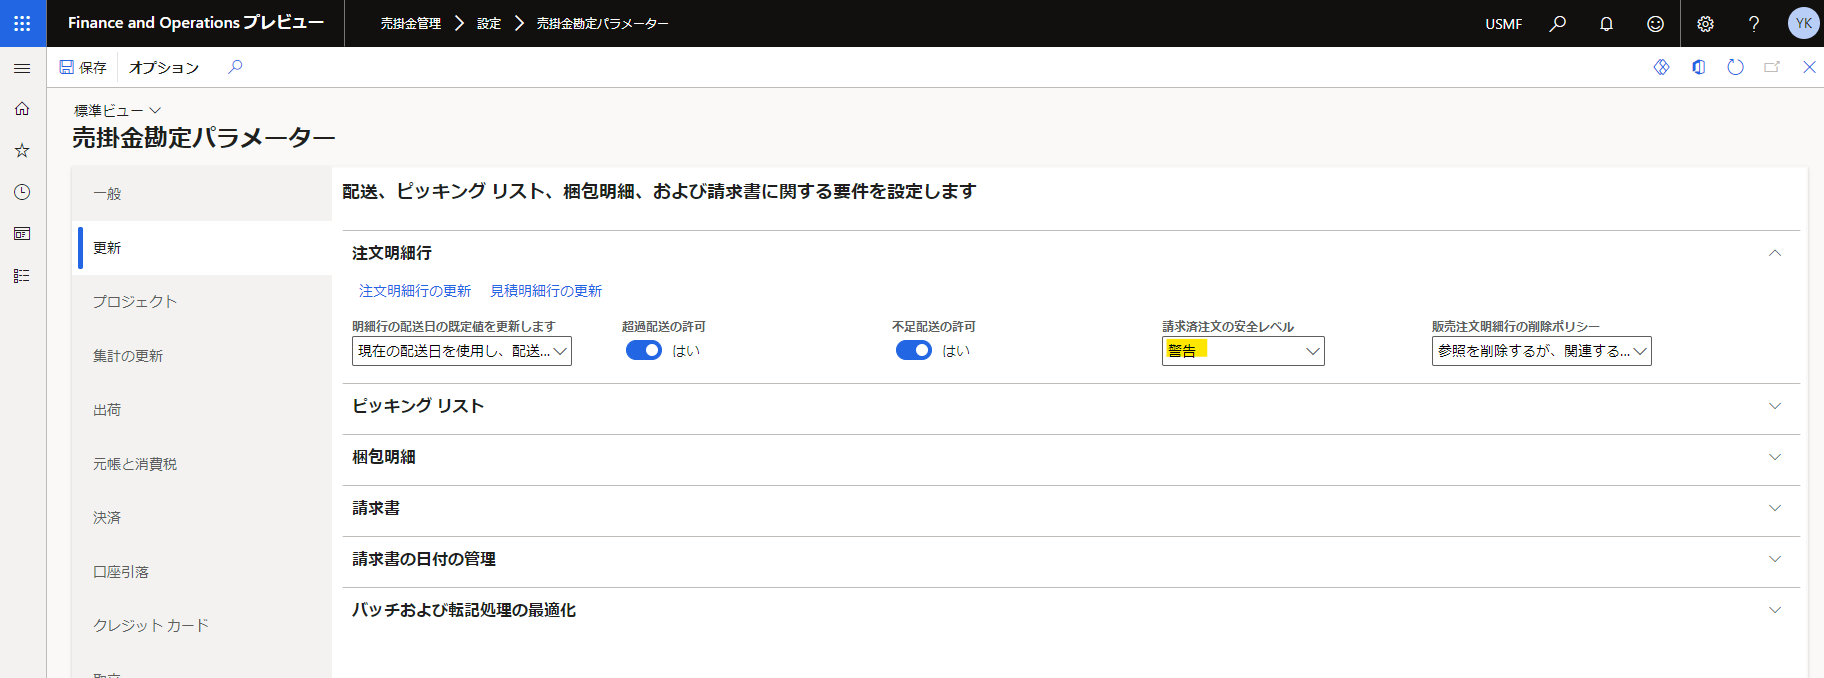 Finance and Operations プレビュー
売掛金管理 > 設定 > 売掛金勘定パラメーター
USMF
?
YK
保存
オプション
標準ビュー
売掛金勘定パラメーター
一般
更新
プロジェクト
集計の更新
出荷
元帳と消費税
決済
口座引落
クレジット カード
配送、ピッキング リスト、梱包明細、および請求書に関する要件を設定します
注文明細行
注文明細行の更新 見積明細行の更新
明細行の配送日の既定値を更新します
現在の配送日を使用し、配送...
超過配送の許可
はい
不足配送の許可
はい
請求済注文の安全レベル
警告
販売注文明細行の削除ポリシー
参照を削除するが、関連する...
ピッキング リスト
梱包明細
請求書
請求書の日付の管理
バッチおよび転記処理の最適化